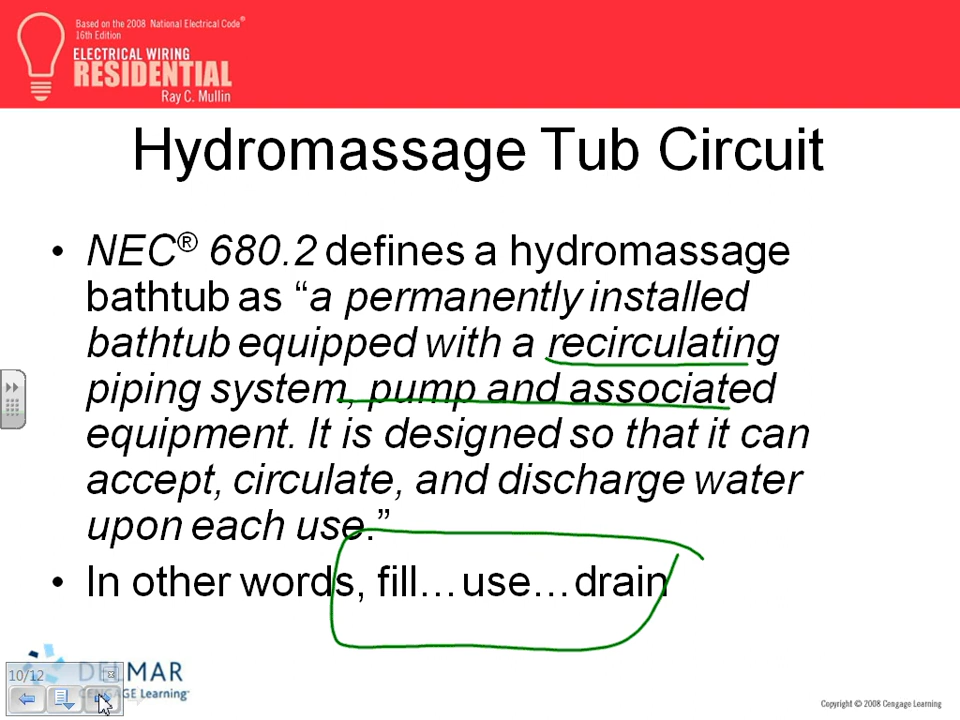 Based on the 2008 National Electrical Code®
16th Edition
ELECTRICAL WIRING
RESIDENTIAL
Ray C. Mullin
Hydromassage Tub Circuit
• NEC® 680.2 defines a hydromassage
bathtub as “a permanently installed
bathtub equipped with a recirculating
piping system, pump and associated
equipment. It is designed so that it can
accept, circulate, and discharge water
upon each use.”
• In other words, fill…use…drain
10/12
DELMAR
CENGAGE Learning™
Copyright © 2008 Cengage Learning